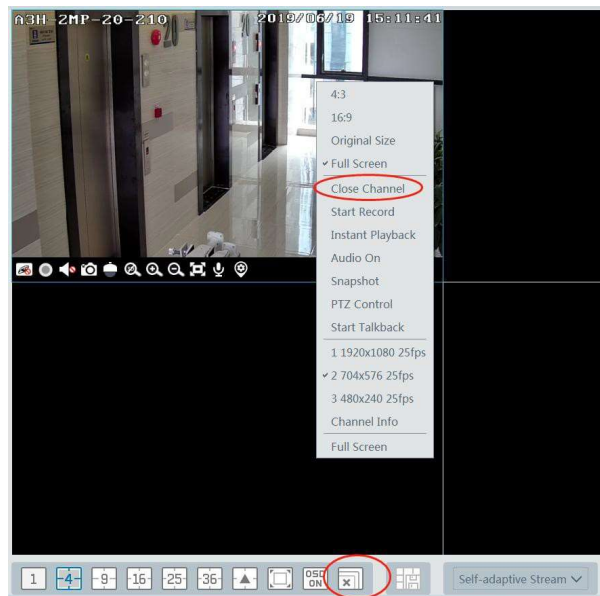 A3H-2MP-20-210
2019/06/19 15:11:41
20
4:3
16:9
Original Size
Full Screen
Close Channel
Start Record
Instant Playback
Audio On
Snapshot
PTZ Control
Start Talkback
1 1920x1080 25fps
2 704x576 25fps
3 480x240 25fps
Channel Info
Full Screen
1 4 9 16 25 36 OSD ON Self-adaptive Stream